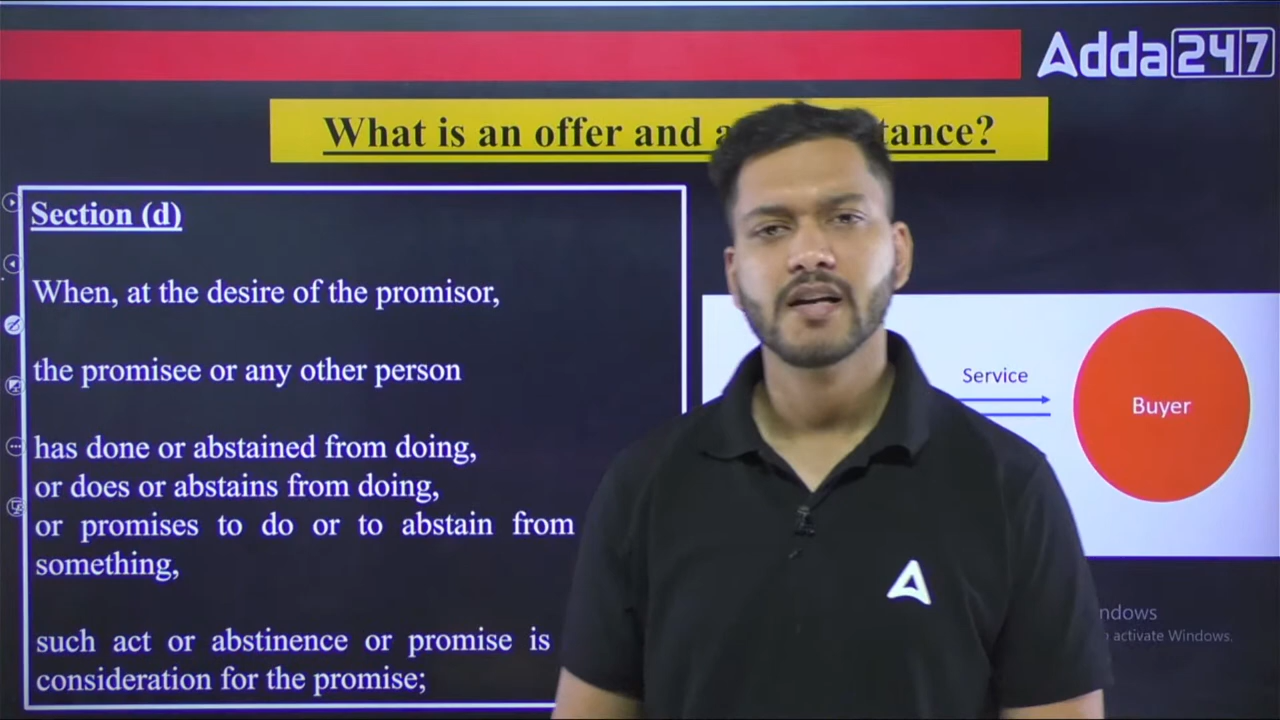 Adda247
What is an offer and a tance?
Section (d)
When, at the desire of the promisor,
the promisee or any other person
has done or abstained from doing,
or does or abstains from doing,
or promises to do or to abstain from
something,
such act or abstinence or promise is
consideration for the promise;
Service
Buyer
ndows
activate Windows.